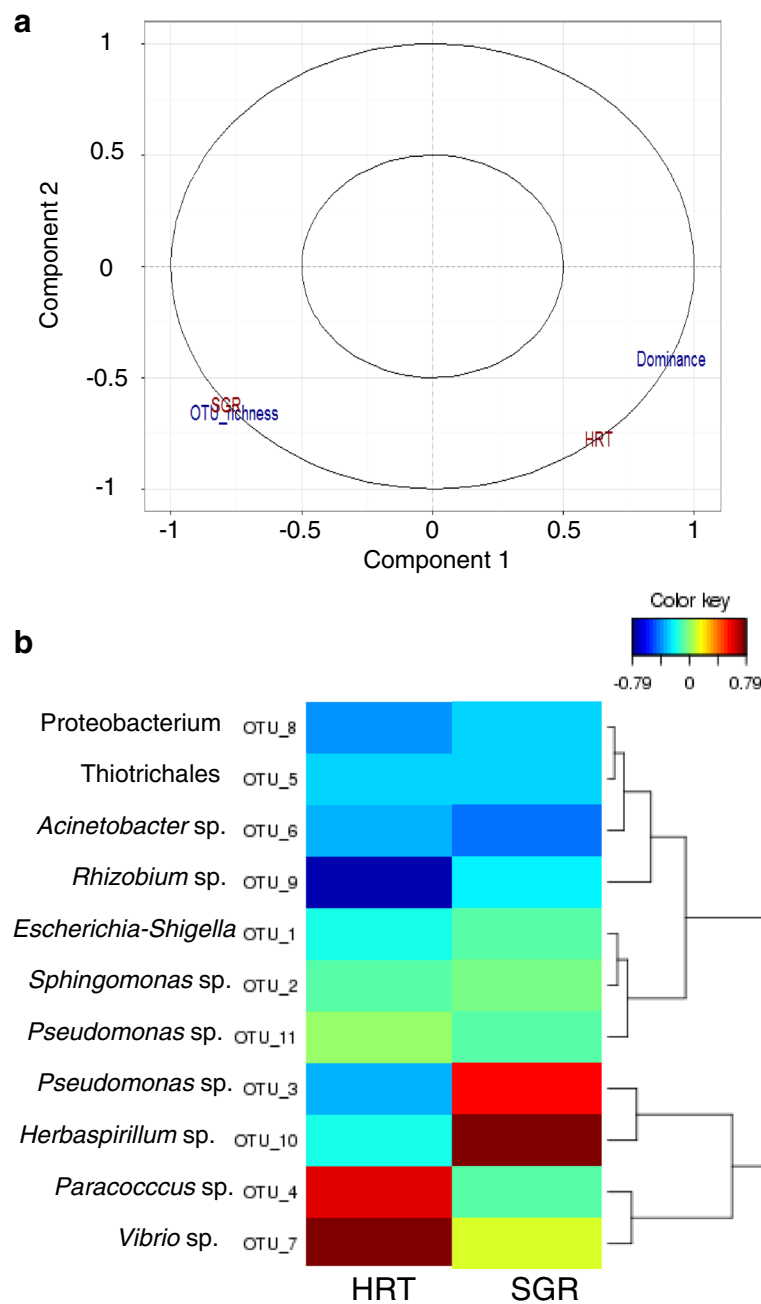 a
1
0.5
0
-0.5
-1
Component 2
Dominance
SGR
OTU_richness
HRT
-1 -0.5 0 0.5 1
Component 1
Color key
-0.79 0 0.79
b
Proteobacterium OTU_8
Thiotrichales OTU_5
Acinetobacter sp. OTU_6
Rhizobium sp. OTU_9
Escherichia-Shigella OTU_1
Sphingomonas sp. OTU_2
Pseudomonas sp. OTU_11
Pseudomonas sp. OTU_3
Herbaspirillum sp. OTU_10
Paracocccus sp. OTU_4
Vibrio sp. OTU_7
HRT SGR